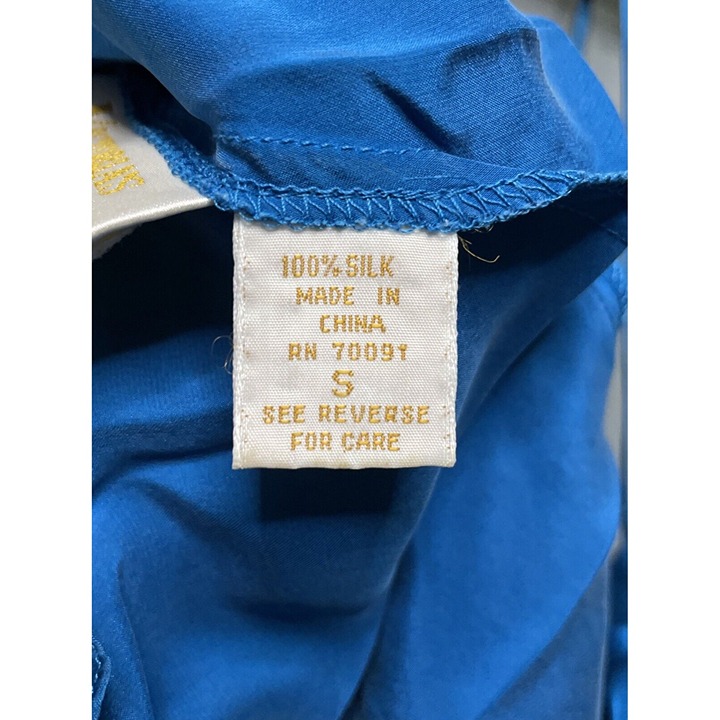 100% SILK
MADE IN
CHINA
RN 70091
S
SEE REVERSE
FOR CARE